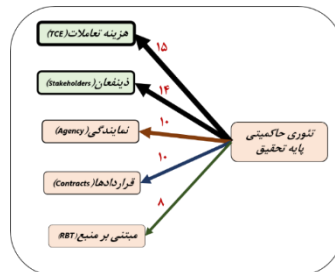 هزینه تعاملات(TCE)
۱۵
ذینفعان(Stakeholders)
۱۴
نمایندگی(Agency)
۱۰
تئوری حاکمیتی
پایه تحقیق
۱۰
قراردادها(Contracts)
۸
مبتنی بر منبع(RBT)